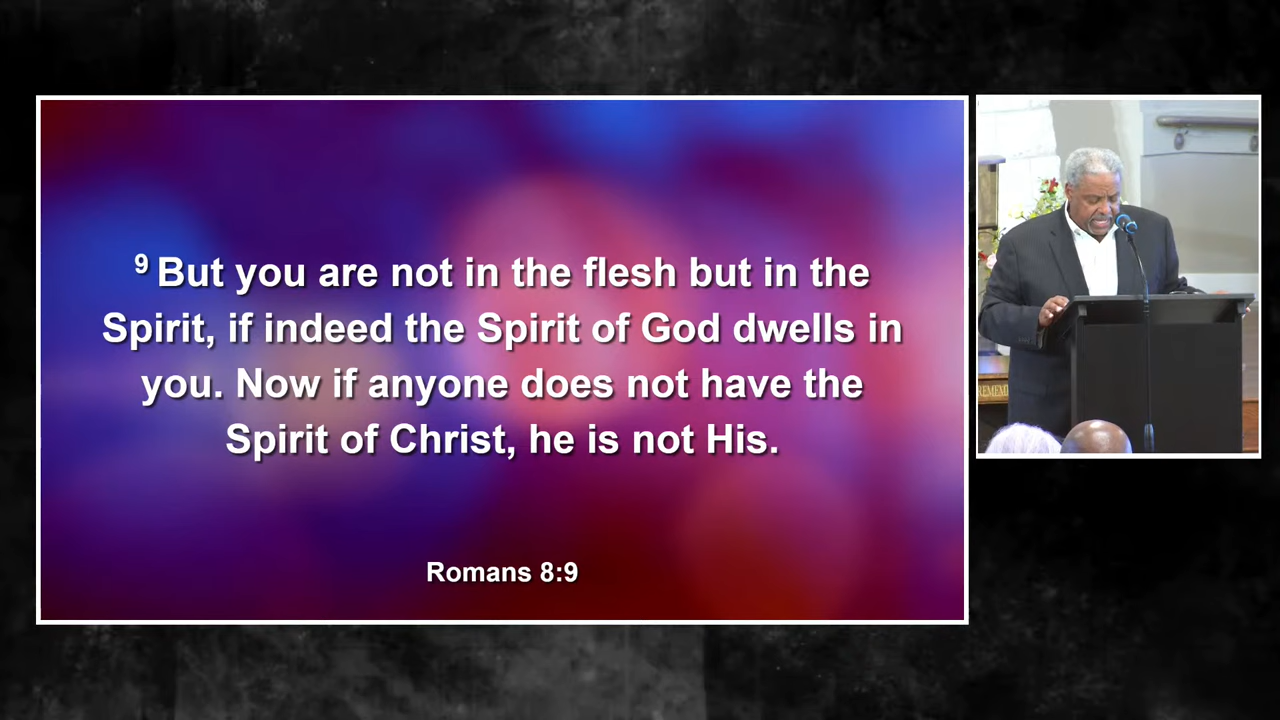 9 But you are not in the flesh but in the
Spirit, if indeed the Spirit of God dwells in
you. Now if anyone does not have the
Spirit of Christ, he is not His.
Romans 8:9